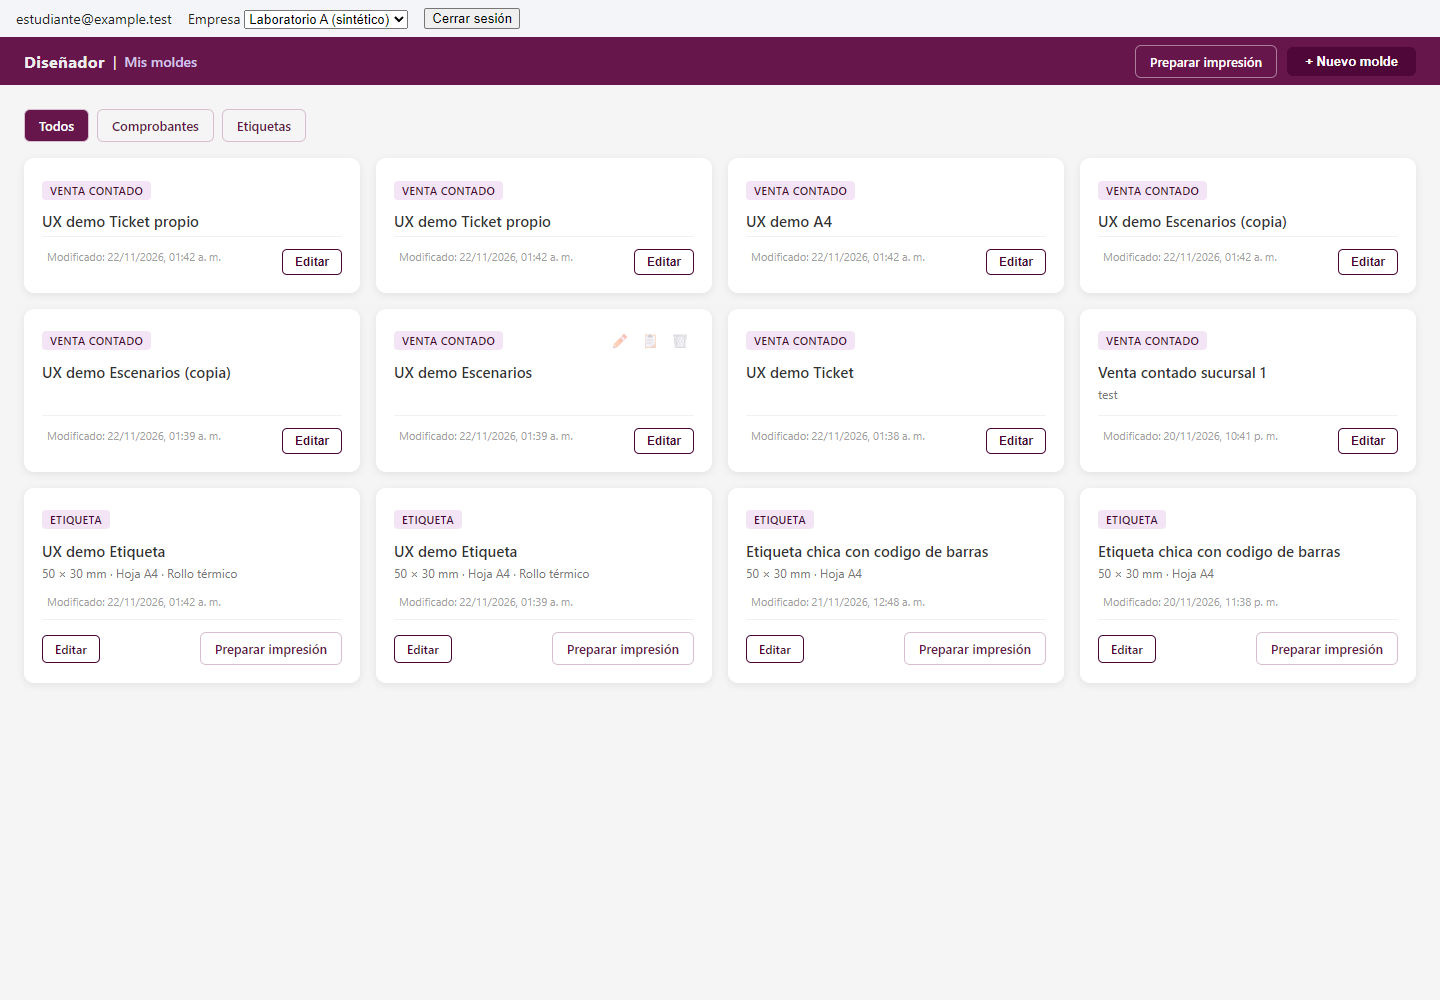 estudiante@example.test Empresa Laboratorio A (sintético) Cerrar sesión
Diseñador | Mis moldes Preparar impresión + Nuevo molde
Todos Comprobantes Etiquetas
VENTA CONTADO
UX demo Ticket propio
Modificado: 22/11/2026, 01:42 a. m. Editar
VENTA CONTADO
UX demo Ticket propio
Modificado: 22/11/2026, 01:42 a. m. Editar
VENTA CONTADO
UX demo A4
Modificado: 22/11/2026, 01:42 a. m. Editar
VENTA CONTADO
UX demo Escenarios (copia)
Modificado: 22/11/2026, 01:42 a. m. Editar
VENTA CONTADO
UX demo Escenarios (copia)
Modificado: 22/11/2026, 01:39 a. m. Editar
VENTA CONTADO
UX demo Escenarios
Modificado: 22/11/2026, 01:39 a. m. Editar
VENTA CONTADO
UX demo Ticket
Modificado: 22/11/2026, 01:38 a. m. Editar
VENTA CONTADO
Venta contado sucursal 1
test
Modificado: 20/11/2026, 10:41 p. m. Editar
ETIQUETA
UX demo Etiqueta
50 × 30 mm · Hoja A4 · Rollo térmico
Modificado: 22/11/2026, 01:42 a. m.
Editar Preparar impresión
ETIQUETA
UX demo Etiqueta
50 × 30 mm · Hoja A4 · Rollo térmico
Modificado: 22/11/2026, 01:39 a. m.
Editar Preparar impresión
ETIQUETA
Etiqueta chica con codigo de barras
50 × 30 mm · Hoja A4
Modificado: 21/11/2026, 12:48 a. m.
Editar Preparar impresión
ETIQUETA
Etiqueta chica con codigo de barras
50 × 30 mm · Hoja A4
Modificado: 20/11/2026, 11:38 p. m.
Editar Preparar impresión